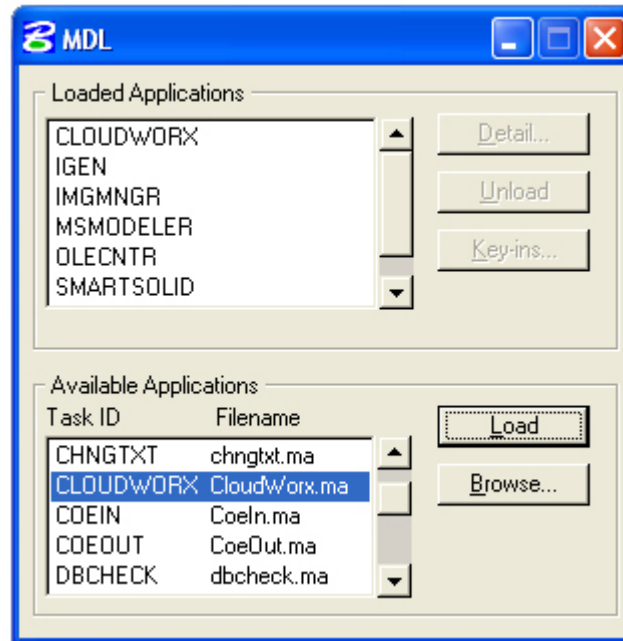 MDL
Loaded Applications
CLOUDWORX
IGEN
IMGMNGR
MSMODELER
OLECNTR
SMARTSOLID
Detail...
Unload
Key-ins...
Available Applications
Task ID Filename
CHNGTXT chngtxt.ma
CLOUDWORX CloudWorx.ma
COEIN CoeIn.ma
COEOUT CoeOut.ma
DBCHECK dbcheck.ma
Load
Browse...